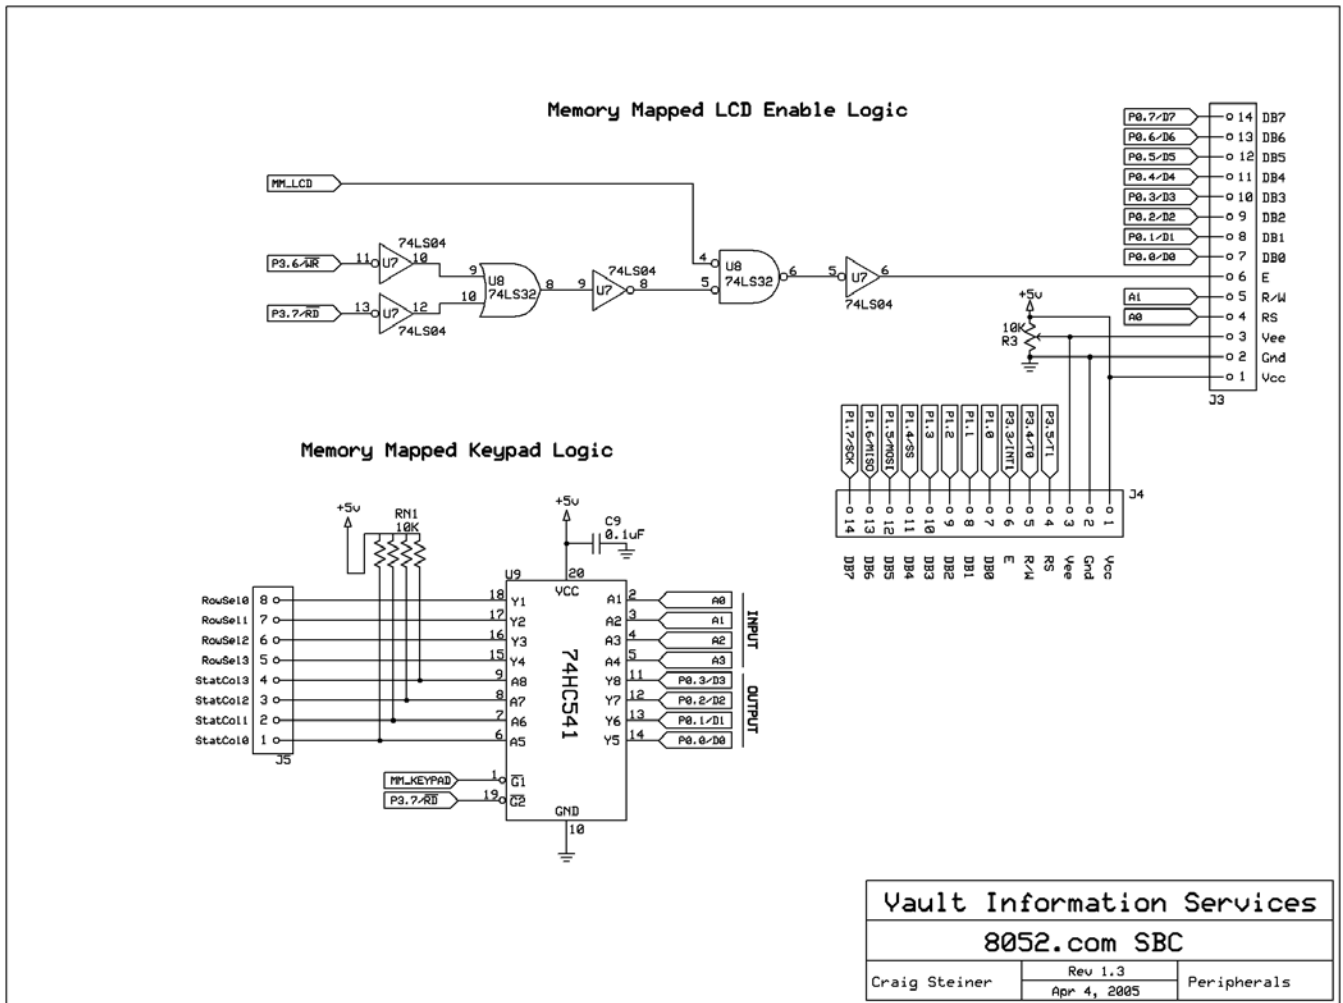 Memory Mapped LCD Enable Logic
MM_LCD
P3.6/WR
11
U7
10
74LS04
P3.7/RD
13
U7
12
74LS04
9
10
U8
74LS32
8
9
U7
74LS04
8
4
5
U8
74LS32
6
5
U7
6
74LS04
P0.7/D7 14 DB7
P0.6/D6 13 DB6
P0.5/D5 12 DB5
P0.4/D4 11 DB4
P0.3/D3 10 DB3
P0.2/D2 9 DB2
P0.1/D1 8 DB1
P0.0/D0 7 DB0
6 E
A1 5 R/W
A0 4 RS
3 Vee
2 Gnd
1 Vcc
J3
+5v
10K
R3
P1.7/SCK
P1.6/MISO
P1.5/MOSI
P1.4/SS
P1.3
P1.2
P1.1
P1.0
P3.3/INT1
P3.4/T0
P3.5/T1
J4
14 13 12 11 10 9 8 7 6 5 4 3 2 1
DB7 DB6 DB5 DB4 DB3 DB2 DB1 DB0 E R/W RS Vee Gnd Vcc
Memory Mapped Keypad Logic
+5v
RN1
10K
+5v
C9
0.1uF
U9
20
VCC
RowSel0 8 18 Y1
RowSel1 7 17 Y2
RowSel2 6 16 Y3
RowSel3 5 15 Y4
StatCol3 4 9 A8
StatCol2 3 8 A7
StatCol1 2 7 A6
StatCol0 1 6 A5
J5
74HC541
A1 2 A0
A2 3 A1
A3 4 A2
A4 5 A3
Y8 11 P0.3/D3
Y7 12 P0.2/D2
Y6 13 P0.1/D1
Y5 14 P0.0/D0
INPUT
OUTPUT
MM_KEYPAD 1 G1
P3.7/RD 19 G2
GND
10
Vault Information Services
8052.com SBC
Craig Steiner
Rev 1.3
Apr 4, 2005
Peripherals